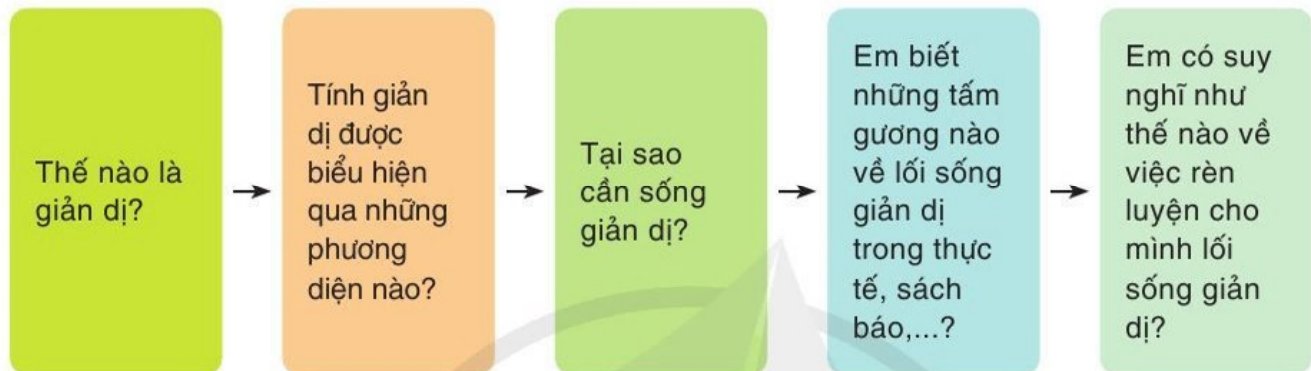 Thế nào là
giản dị?
Tính giản
dị được
biểu hiện
qua những
phương
diện nào?
Tại sao
cần sống
giản dị?
Em biết
những tấm
gương nào
về lối sống
giản dị
trong thực
tế, sách
báo,...?
Em có suy
nghĩ như
thế nào về
việc rèn
luyện cho
mình lối
sống giản
dị?